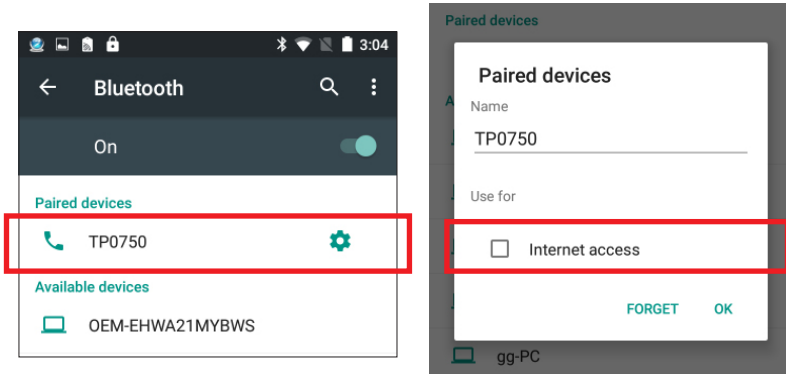 3:04
Bluetooth
On
Paired devices
TP0750
Available devices
OEM-EHWA21MYBWS
Paired devices
Paired devices
Name
TP0750
Use for
Internet access
FORGET OK
gg-PC